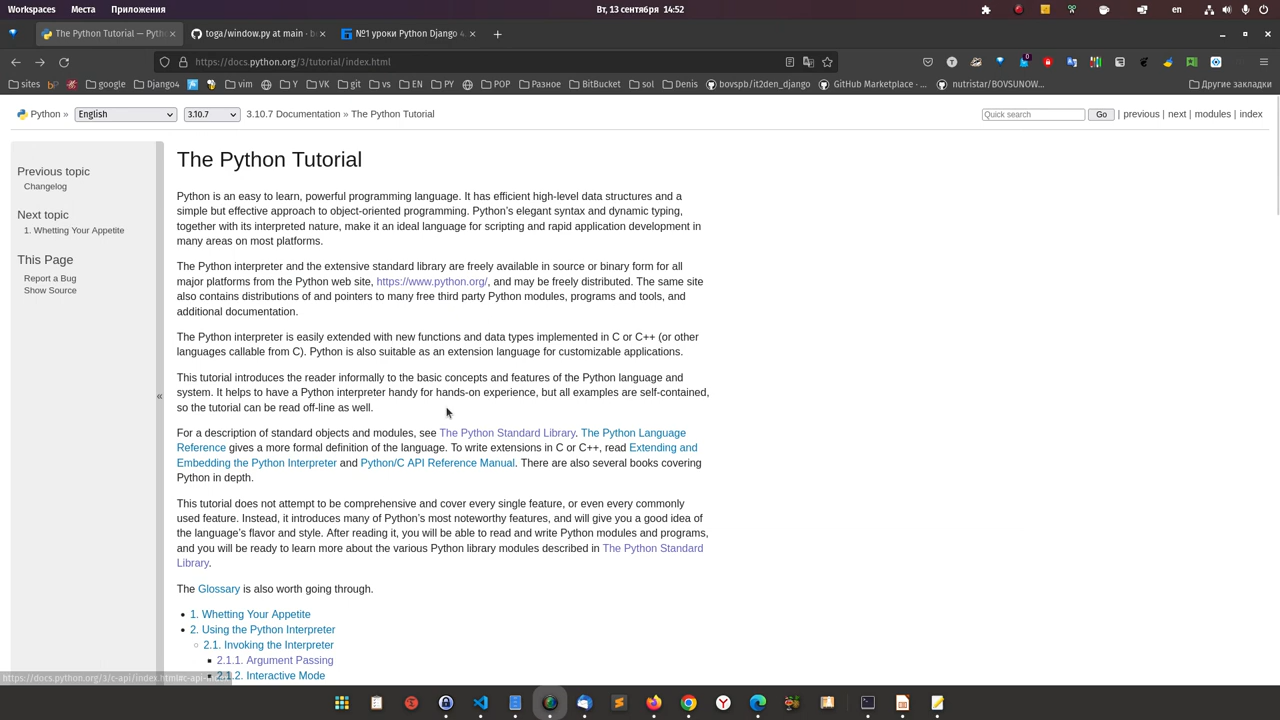 Workspaces Места Приложения Вт, 13 сентября 14:52 en
The Python Tutorial — Pyth
toga/window.py at main · b
№1 уроки Python Django 4.
https://docs.python.org/3/tutorial/index.html
sites google Django4 vim Y VK git vs EN PY POP Разное BitBucket sol Denis bovspb/it2den_django GitHub Marketplace · ... nutristar/BOVSUNOW... Другие закладки
Python » English 3.10.7 3.10.7 Documentation » The Python Tutorial Quick search Go | previous | next | modules | index
Previous topic
Changelog
Next topic
1. Whetting Your Appetite
This Page
Report a Bug
Show Source
«
The Python Tutorial
Python is an easy to learn, powerful programming language. It has efficient high-level data structures and a
simple but effective approach to object-oriented programming. Python’s elegant syntax and dynamic typing,
together with its interpreted nature, make it an ideal language for scripting and rapid application development in
many areas on most platforms.
The Python interpreter and the extensive standard library are freely available in source or binary form for all
major platforms from the Python web site, https://www.python.org/, and may be freely distributed. The same site
also contains distributions of and pointers to many free third party Python modules, programs and tools, and
additional documentation.
The Python interpreter is easily extended with new functions and data types implemented in C or C++ (or other
languages callable from C). Python is also suitable as an extension language for customizable applications.
This tutorial introduces the reader informally to the basic concepts and features of the Python language and
system. It helps to have a Python interpreter handy for hands-on experience, but all examples are self-contained,
so the tutorial can be read off-line as well.
For a description of standard objects and modules, see The Python Standard Library. The Python Language
Reference gives a more formal definition of the language. To write extensions in C or C++, read Extending and
Embedding the Python Interpreter and Python/C API Reference Manual. There are also several books covering
Python in depth.
This tutorial does not attempt to be comprehensive and cover every single feature, or even every commonly
used feature. Instead, it introduces many of Python’s most noteworthy features, and will give you a good idea of
the language’s flavor and style. After reading it, you will be able to read and write Python modules and programs,
and you will be ready to learn more about the various Python library modules described in The Python Standard
Library.
The Glossary is also worth going through.
• 1. Whetting Your Appetite
• 2. Using the Python Interpreter
2.1. Invoking the Interpreter
2.1.1. Argument Passing
2.1.2. Interactive Mode